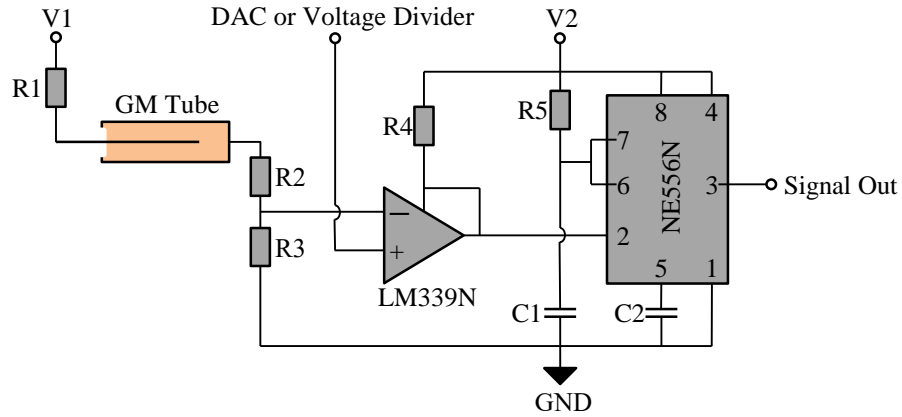 V1
DAC or Voltage Divider
V2
R1
GM Tube
R2
R3
R4
R5
−
+
LM339N
7
6
2
8
4
3
5
1
NE556N
Signal Out
C1
C2
GND